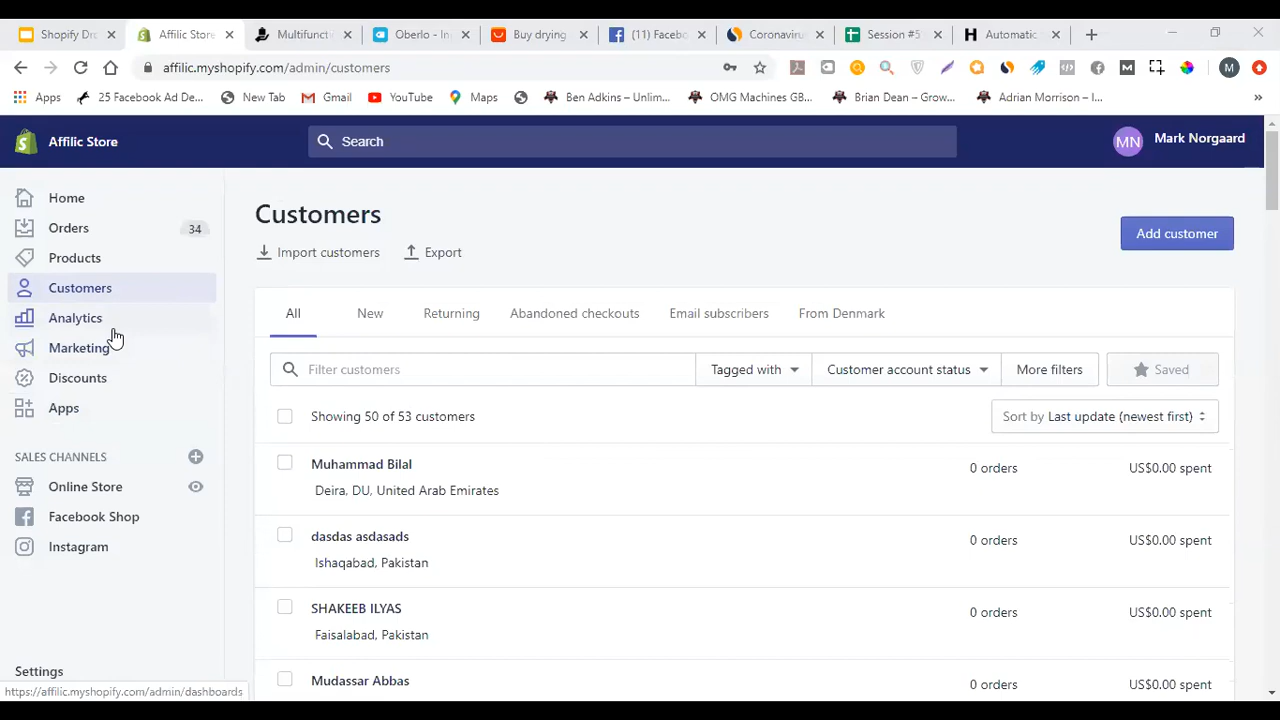 Shopify Dr
Affilic Store
Multifunct
Oberlo - In
Buy drying
(11) Facebo
Coronaviru
Session #5
Automatic
affilic.myshopify.com/admin/customers
M
Apps
25 Facebook Ad De...
New Tab
Gmail
YouTube
Maps
Ben Adkins – Unlim...
OMG Machines GB...
Brian Dean – Grow...
Adrian Morrison – I...
Affilic Store
Search
MN
Mark Norgaard
Home
Orders
34
Products
Customers
Analytics
Marketing
Discounts
Apps
SALES CHANNELS
Online Store
Facebook Shop
Instagram
Settings
https://affilic.myshopify.com/admin/dashboards
Customers
Import customers
Export
Add customer
All
New
Returning
Abandoned checkouts
Email subscribers
From Denmark
Filter customers
Tagged with
Customer account status
More filters
Saved
Showing 50 of 53 customers
Sort by Last update (newest first)
Muhammad Bilal
0 orders
US$0.00 spent
Deira, DU, United Arab Emirates
dasdas asdasads
0 orders
US$0.00 spent
Ishaqabad, Pakistan
SHAKEEB ILYAS
0 orders
US$0.00 spent
Faisalabad, Pakistan
Mudassar Abbas
0 orders
US$0.00 spent